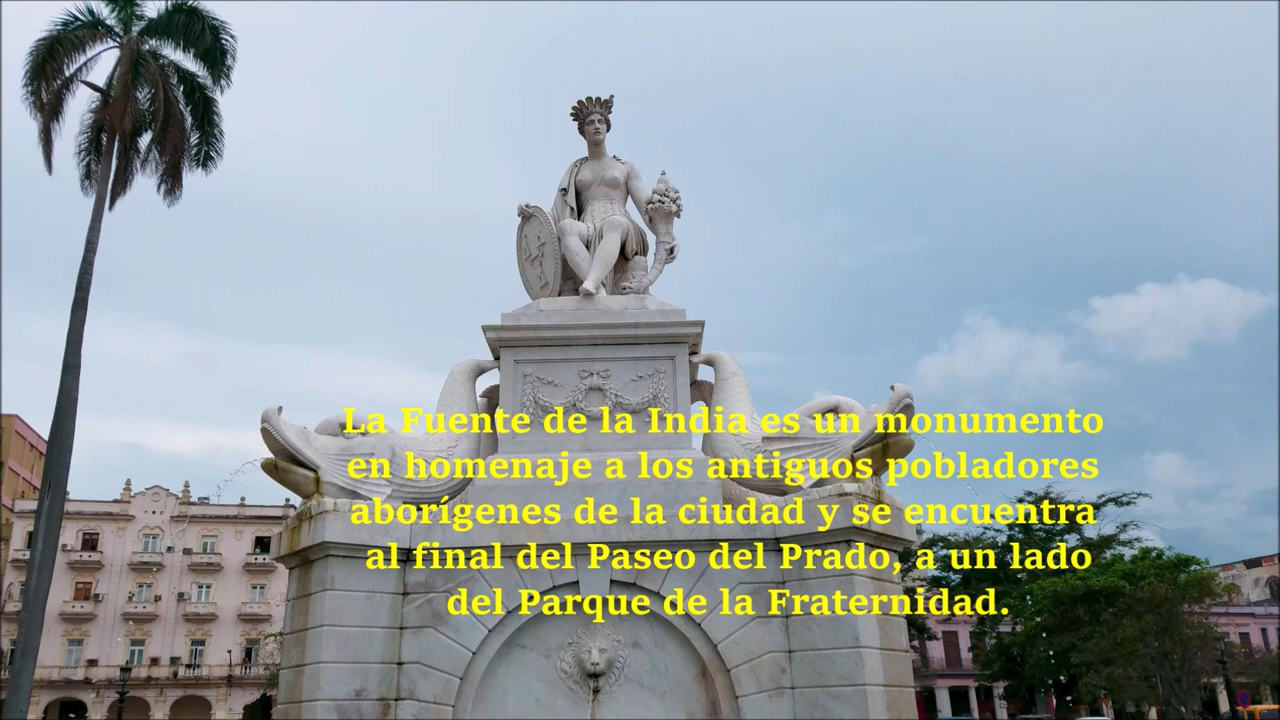 La Fuente de la India es un monumento
en homenaje a los antiguos pobladores
aborígenes de la ciudad y se encuentra
al final del Paseo del Prado, a un lado
del Parque de la Fraternidad.